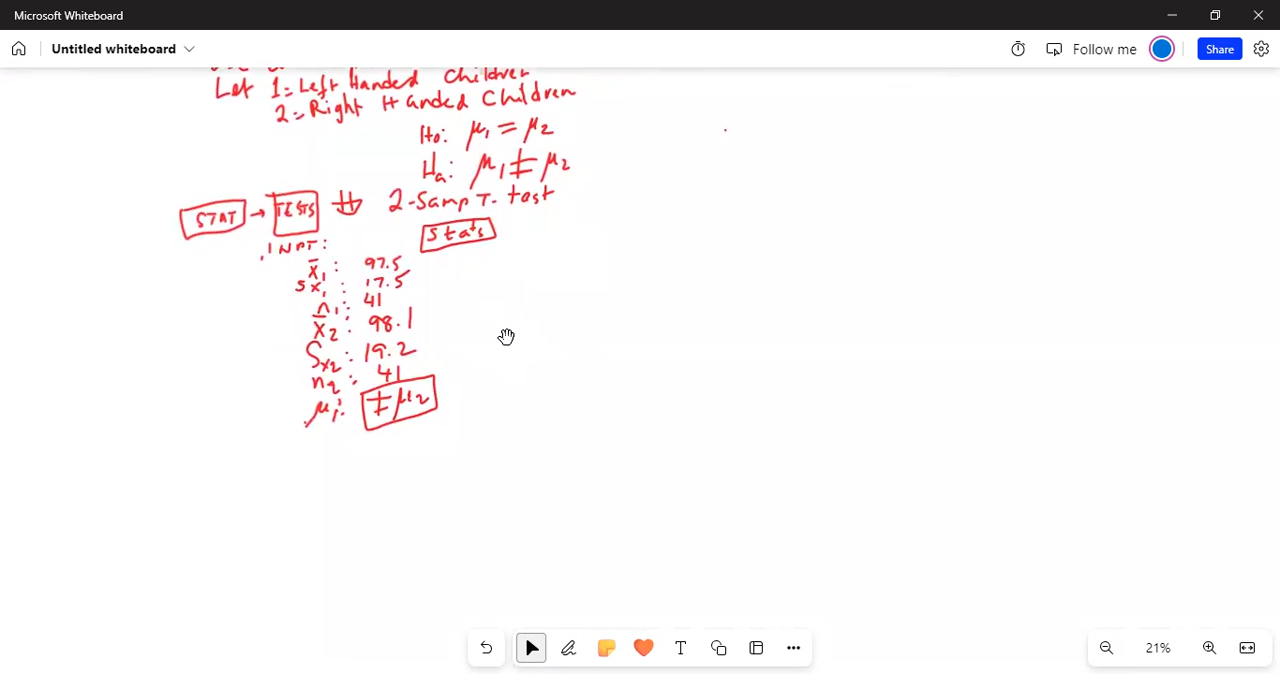 Microsoft Whiteboard
Untitled whiteboard
Follow me
Share
Let 1 = Left Handed Children
2 = Right Handed Children
Ho: μ1 = μ2
Ha: μ1 ≠ μ2
STAT → TESTS ⇓ 2-Samp T-test
INPT: Stats
x̄1: 97.5
sx1: 17.5
n1: 41
x̄2: 98.1
Sx2: 19.2
n2: 41
μ1: ≠ μ2
T
21%